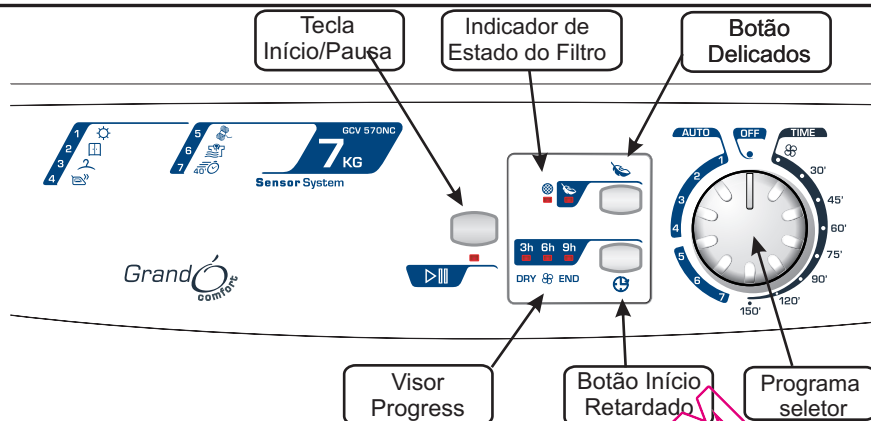 Tecla
Início/Pausa
Indicador de
Estado do Filtro
Botão
Delicados
1
2
3
4
5
6
7
GCV 570NC
7 KG
Sensor System
AUTO
OFF
TIME
1
2
3
4
5
6
7
30'
45'
60'
75'
90'
120'
150'
3h 6h 9h
DRY END
Grand Ó
comfort
Visor
Progress
Botão Início
Retardado
Programa
seletor